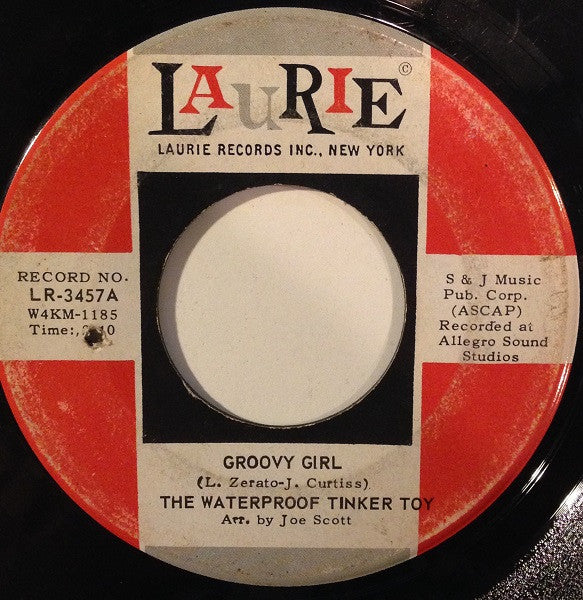 LAURIE ©
LAURIE RECORDS INC., NEW YORK
RECORD NO.
LR-3457A
W4KM-1185
Time:
S & J Music
Pub. Corp.
(ASCAP)
Recorded at
Allegro Sound
Studios
GROOVY GIRL
(L. Zerato-J. Curtiss)
THE WATERPROOF TINKER TOY
Arr. by Joe Scott